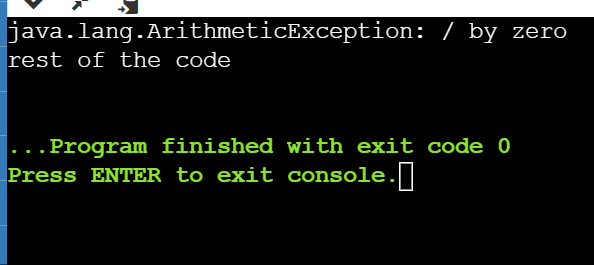 java.lang.ArithmeticException: / by zero
rest of the code
...Program finished with exit code 0
Press ENTER to exit console.